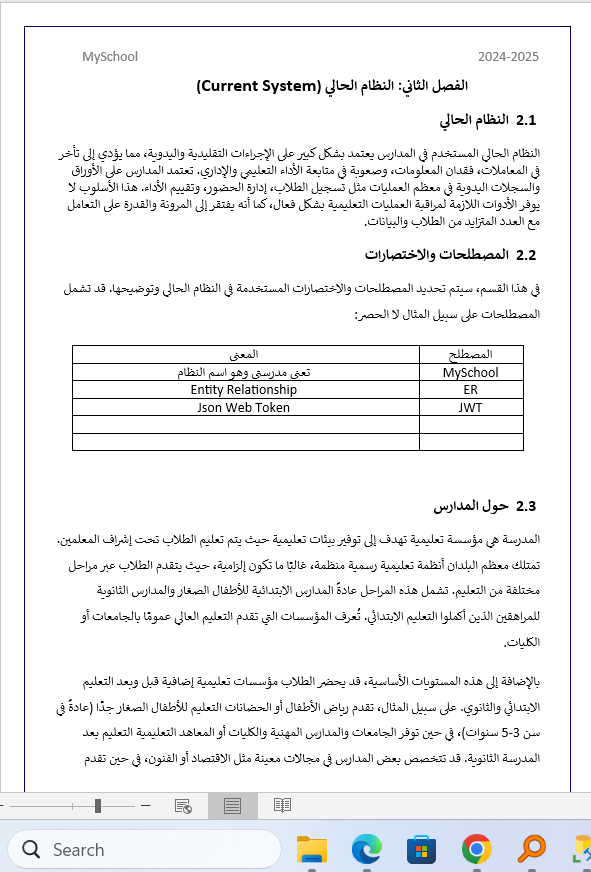 MySchool 2024-2025
الفصل الثاني: النظام الحالي (Current System)
2.1 النظام الحالي
النظام الحالي المستخدم في المدارس يعتمد بشكل كبير على الإجراءات التقليدية واليدوية، مما يؤدي إلى تأخر
في المعاملات، فقدان المعلومات، وصعوبة في متابعة الأداء التعليمي والإداري. تعتمد المدارس على الأوراق
والسجلات اليدوية في معظم العمليات مثل تسجيل الطلاب، إدارة الحضور، وتقييم الأداء. هذا الأسلوب لا
يوفر الأدوات اللازمة لمراقبة العمليات التعليمية بشكل فعال، كما أنه يفتقر إلى المرونة والقدرة على التعامل
مع العدد المتزايد من الطلاب والبيانات.
2.2 المصطلحات والاختصارات
في هذا القسم، سيتم تحديد المصطلحات والاختصارات المستخدمة في النظام الحالي وتوضيحها. قد تشمل
المصطلحات على سبيل المثال لا الحصر:
المصطلح المعنى
MySchool تعني مدرستي وهو اسم النظام
ER Entity Relationship
JWT Json Web Token
2.3 حول المدارس
المدرسة هي مؤسسة تعليمية تهدف إلى توفير بيئات تعليمية حيث يتم تعليم الطلاب تحت إشراف المعلمين.
تمتلك معظم البلدان أنظمة تعليمية رسمية منظمة، غالبًا ما تكون إلزامية، حيث يتقدم الطلاب عبر مراحل
مختلفة من التعليم. تشمل هذه المراحل عادةً المدارس الابتدائية للأطفال الصغار والمدارس الثانوية
للمراهقين الذين أكملوا التعليم الابتدائي. تُعرف المؤسسات التي تقدم التعليم العالي عمومًا بالجامعات أو
الكليات.
بالإضافة إلى هذه المستويات الأساسية، قد يحضر الطلاب مؤسسات تعليمية إضافية قبل وبعد التعليم
الابتدائي والثانوي. على سبيل المثال، تقدم رياض الأطفال أو الحضانات التعليم للأطفال الصغار جدًا (عادةً في
سن 3-5 سنوات)، في حين توفر الجامعات والمدارس المهنية والكليات أو المعاهد التعليمية التعليم بعد
المدرسة الثانوية. قد تتخصص بعض المدارس في مجالات معينة مثل الاقتصاد أو الفنون، في حين تقدم
Search